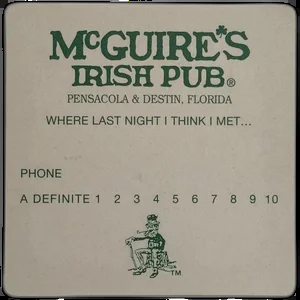 McGUIRE'S
IRISH PUB®
PENSACOLA & DESTIN, FLORIDA
WHERE LAST NIGHT I THINK I MET...
PHONE
A DEFINITE 1 2 3 4 5 6 7 8 9 10
TM